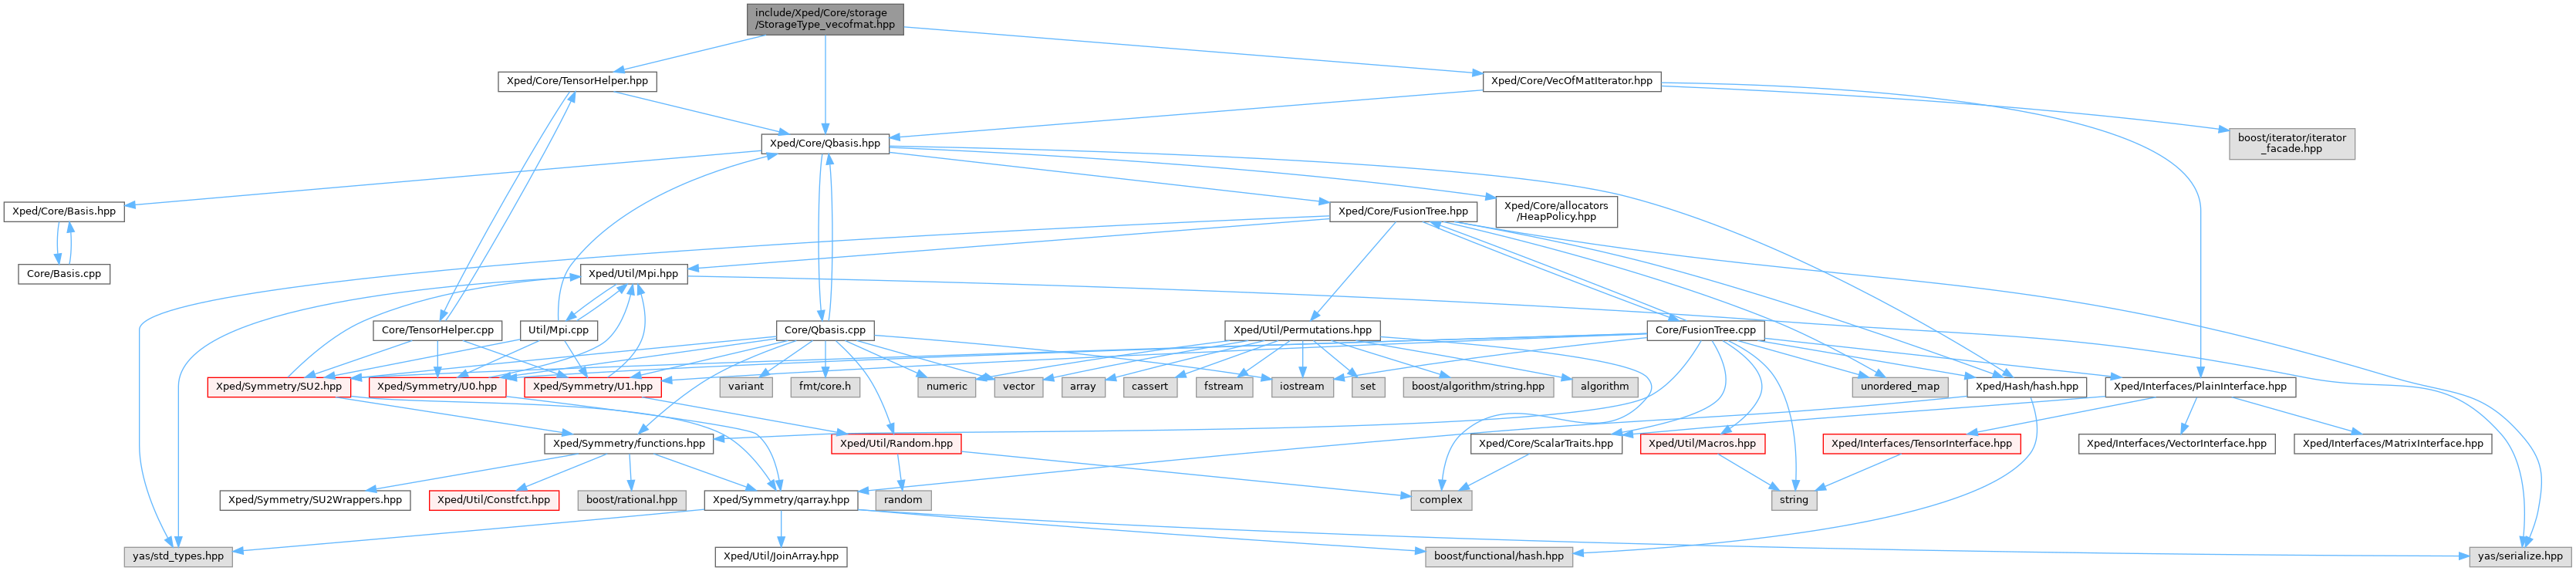 include/Xped/Core/storage
/StorageType_vecofmat.hpp
Xped/Core/TensorHelper.hpp
Xped/Core/VecOfMatIterator.hpp
Xped/Core/Qbasis.hpp
boost/iterator/iterator
_facade.hpp
Xped/Core/Basis.hpp
Xped/Core/FusionTree.hpp
Xped/Core/allocators
/HeapPolicy.hpp
Core/Basis.cpp
Xped/Util/Mpi.hpp
Core/TensorHelper.cpp
Util/Mpi.cpp
Core/Qbasis.cpp
Xped/Util/Permutations.hpp
Core/FusionTree.cpp
Xped/Symmetry/SU2.hpp
Xped/Symmetry/U0.hpp
Xped/Symmetry/U1.hpp
variant
fmt/core.h
numeric
vector
array
cassert
fstream
iostream
set
boost/algorithm/string.hpp
algorithm
unordered_map
Xped/Hash/hash.hpp
Xped/Interfaces/PlainInterface.hpp
Xped/Symmetry/functions.hpp
Xped/Util/Random.hpp
Xped/Core/ScalarTraits.hpp
Xped/Util/Macros.hpp
Xped/Interfaces/TensorInterface.hpp
Xped/Interfaces/VectorInterface.hpp
Xped/Interfaces/MatrixInterface.hpp
Xped/Symmetry/SU2Wrappers.hpp
Xped/Util/Constfct.hpp
boost/rational.hpp
Xped/Symmetry/qarray.hpp
random
complex
string
yas/std_types.hpp
Xped/Util/JoinArray.hpp
boost/functional/hash.hpp
yas/serialize.hpp